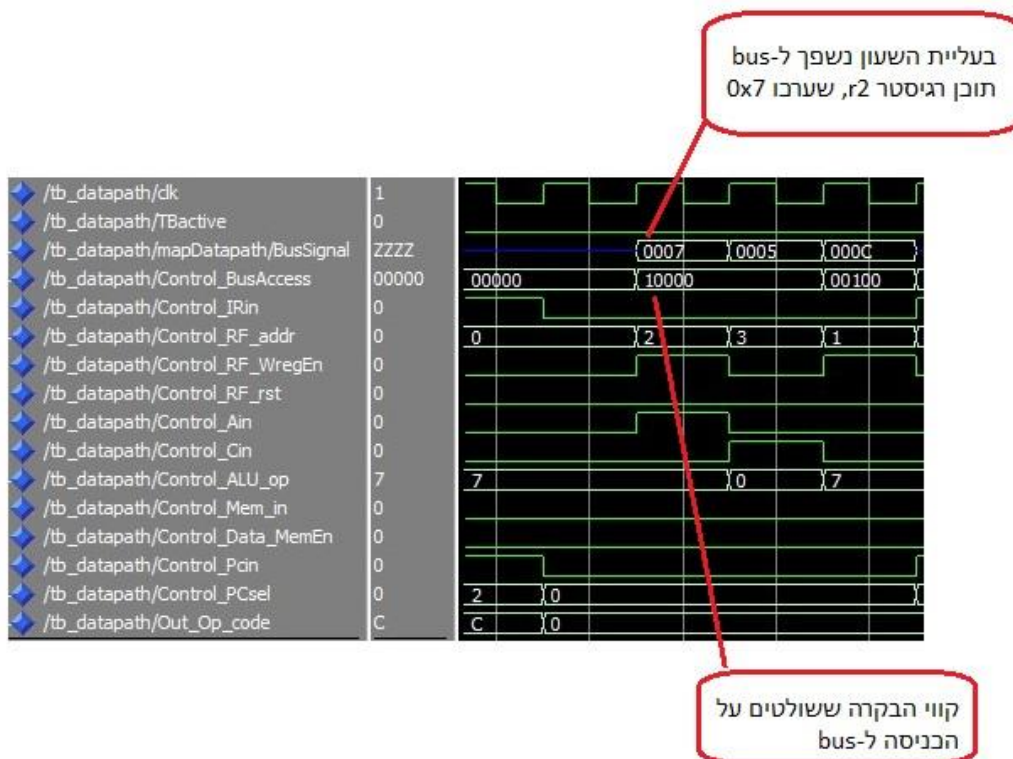 בעליית השעון נשפך ל-bus
תוכן רגיסטר r2, שערכו 0x7
/tb_datapath/clk 1
/tb_datapath/TBactive 0
/tb_datapath/mapDatapath/BusSignal ZZZZ 0007 0005 000C
/tb_datapath/Control_BusAccess 00000 00000 10000 00100
/tb_datapath/Control_IRin 0
/tb_datapath/Control_RF_addr 0 0 2 3 1
/tb_datapath/Control_RF_WregEn 0
/tb_datapath/Control_RF_rst 0
/tb_datapath/Control_Ain 0
/tb_datapath/Control_Cin 0
/tb_datapath/Control_ALU_op 7 7 0 7
/tb_datapath/Control_Mem_in 0
/tb_datapath/Control_Data_MemEn 0
/tb_datapath/Control_Pcin 0
/tb_datapath/Control_PCsel 0 2 0
/tb_datapath/Out_Op_code C C 0
קווי הבקרה ששולטים על
הכניסה ל-bus